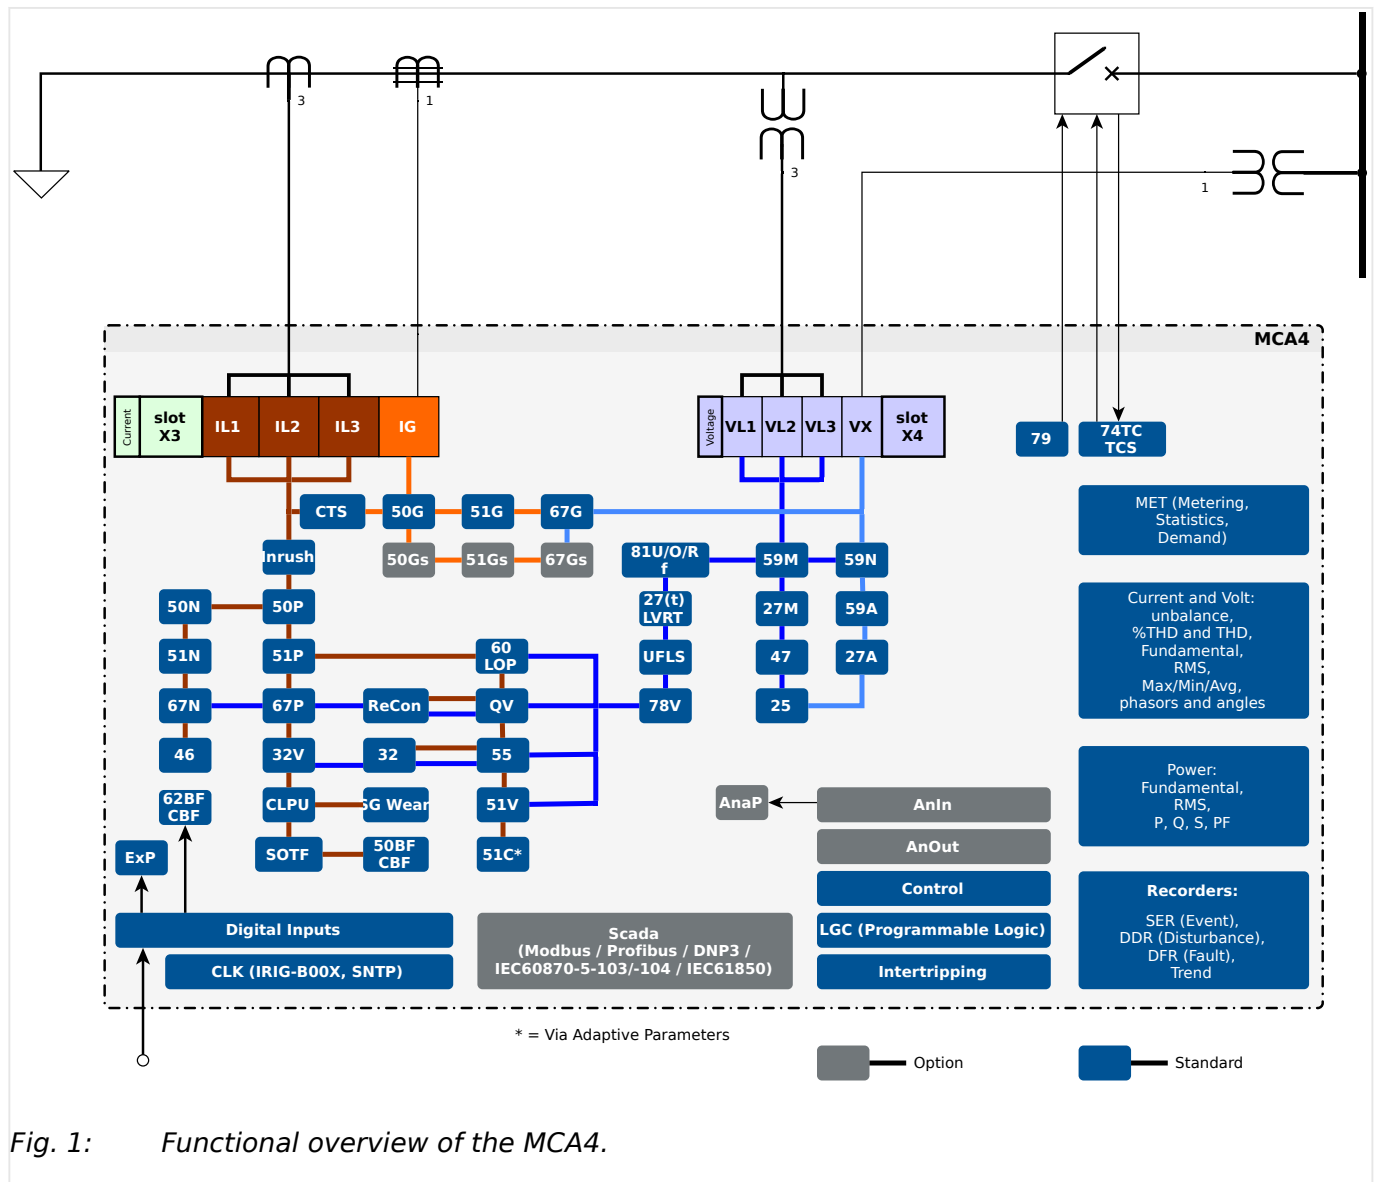 3
1
3
1
MCA4
Current
slot
X3
IL1
IL2
IL3
IG
Voltage
VL1
VL2
VL3
VX
slot
X4
79
74TC
TCS
CTS
50G
51G
67G
50Gs
51Gs
67Gs
Inrush
50N
50P
51N
51P
60
LOP
67N
67P
ReCon
QV
46
32V
32
55
62BF
CBF
CLPU
SG Wear
51V
ExP
SOTF
50BF
CBF
51C*
81U/O/R
f
59M
59N
27(t)
LVRT
27M
59A
UFLS
47
27A
78V
25
MET (Metering,
Statistics,
Demand)
Current and Volt:
unbalance,
%THD and THD,
Fundamental,
RMS,
Max/Min/Avg,
phasors and angles
Power:
Fundamental,
RMS,
P, Q, S, PF
Recorders:
SER (Event),
DDR (Disturbance),
DFR (Fault),
Trend
AnaP
AnIn
AnOut
Control
LGC (Programmable Logic)
Intertripping
Digital Inputs
CLK (IRIG-B00X, SNTP)
Scada
(Modbus / Profibus / DNP3 /
IEC60870-5-103/-104 / IEC61850)
* = Via Adaptive Parameters
Option
Standard
Fig. 1: Functional overview of the MCA4.